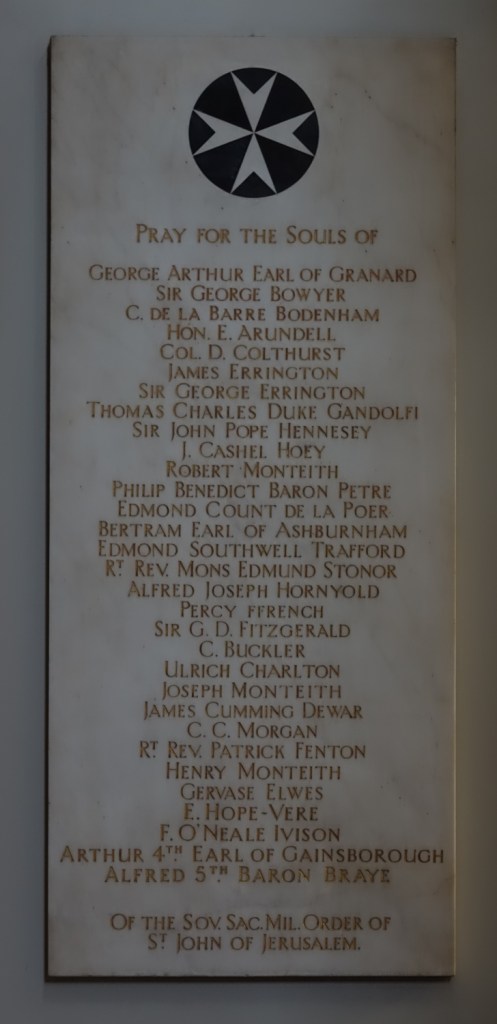 PRAY FOR THE SOULS OF
GEORGE ARTHUR EARL OF GRANARD
SIR GEORGE BOWYER
C. DE LA BARRE BODENHAM
HON. E. ARUNDELL
COL. D. COLTHURST
JAMES ERRINGTON
SIR GEORGE ERRINGTON
THOMAS CHARLES DUKE GANDOLFI
SIR JOHN POPE HENNESEY
J. CASHEL HOEY
ROBERT MONTEITH
PHILIP BENEDICT BARON PETRE
EDMOND COUNT DE LA POER
BERTRAM EARL OF ASHBURNHAM
EDMOND SOUTHWELL TRAFFORD
RT REV. MONS EDMUND STONOR
ALFRED JOSEPH HORNYOLD
PERCY FFRENCH
SIR G. D. FITZGERALD
C. BUCKLER
ULRICH CHARLTON
JOSEPH MONTEITH
JAMES CUMMING DEWAR
C. C. MORGAN
RT REV. PATRICK FENTON
HENRY MONTEITH
GERVASE ELWES
E. HOPE-VERE
F. O'NEALE IVISON
ARTHUR 4TH EARL OF GAINSBOROUGH
ALFRED 5TH BARON BRAYE
OF THE SOV. SAC. MIL. ORDER OF
ST JOHN OF JERUSALEM.